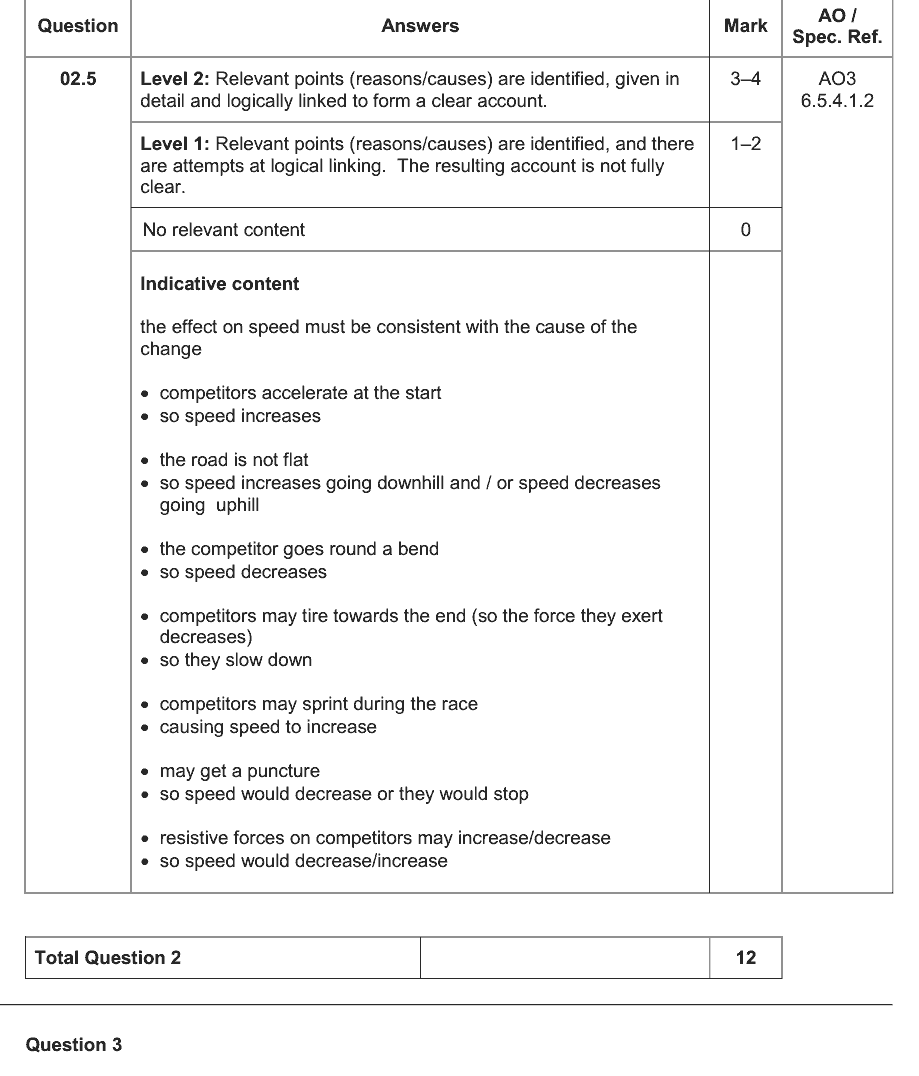 Question Answers Mark AO /
Spec. Ref.
02.5 Level 2: Relevant points (reasons/causes) are identified, given in 3–4 AO3
detail and logically linked to form a clear account. 6.5.4.1.2
Level 1: Relevant points (reasons/causes) are identified, and there 1–2
are attempts at logical linking. The resulting account is not fully
clear.
No relevant content 0
Indicative content
the effect on speed must be consistent with the cause of the
change
• competitors accelerate at the start
• so speed increases
• the road is not flat
• so speed increases going downhill and / or speed decreases
going uphill
• the competitor goes round a bend
• so speed decreases
• competitors may tire towards the end (so the force they exert
decreases)
• so they slow down
• competitors may sprint during the race
• causing speed to increase
• may get a puncture
• so speed would decrease or they would stop
• resistive forces on competitors may increase/decrease
• so speed would decrease/increase
Total Question 2 12
Question 3